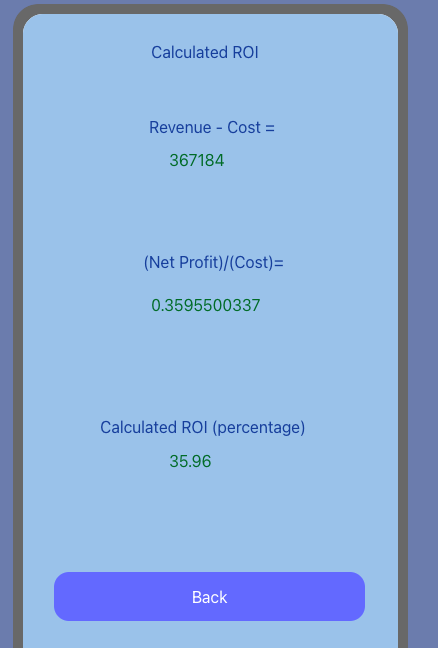 Calculated ROI
Revenue - Cost =
367184
(Net Profit)/(Cost)=
0.3595500337
Calculated ROI (percentage)
35.96
Back